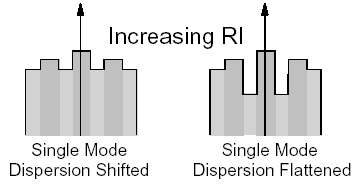 Increasing RI
Single Mode
Dispersion Shifted
Single Mode
Dispersion Flattened